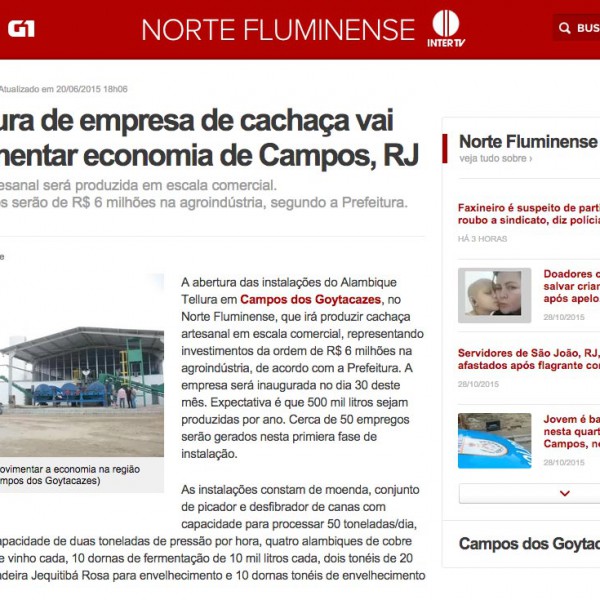 G1
NORTE FLUMINENSE
INTER TV
BUS
Atualizado em 20/06/2015 18h06
ura de empresa de cachaça vai
mentar economia de Campos, RJ
esanal será produzida em escala comercial.
s serão de R$ 6 milhões na agroindústria, segundo a Prefeitura.
e
A abertura das instalações do Alambique
Tellura em Campos dos Goytacazes, no
Norte Fluminense, que irá produzir cachaça
artesanal em escala comercial, representando
investimentos da ordem de R$ 6 milhões na
agroindústria, de acordo com a Prefeitura. A
empresa será inaugurada no dia 30 deste
mês. Expectativa é que 500 mil litros sejam
produzidas por ano. Cerca de 50 empregos
serão gerados nesta primiera fase de
instalação.
ovimentar a economia na região
mpos dos Goytacazes)
As instalações constam de moenda, conjunto
de picador e desfibrador de canas com
capacidade para processar 50 toneladas/dia,
apacidade de duas toneladas de pressão por hora, quatro alambiques de cobre
e vinho cada, 10 dornas de fermentação de 10 mil litros cada, dois tonéis de 20
adeira Jequitibá Rosa para envelhecimento e 10 dornas tonéis de envelhecimento
Norte Fluminense
veja tudo sobre ›
Faxineiro é suspeito de parti
roubo a sindicato, diz polícia
HÁ 3 HORAS
Doadores c
salvar crian
após apelo
28/10/2015
Servidores de São João, RJ,
afastados após flagrante co
28/10/2015
Jovem é ba
nesta quart
Campos, no
28/10/2015
Campos dos Goytac